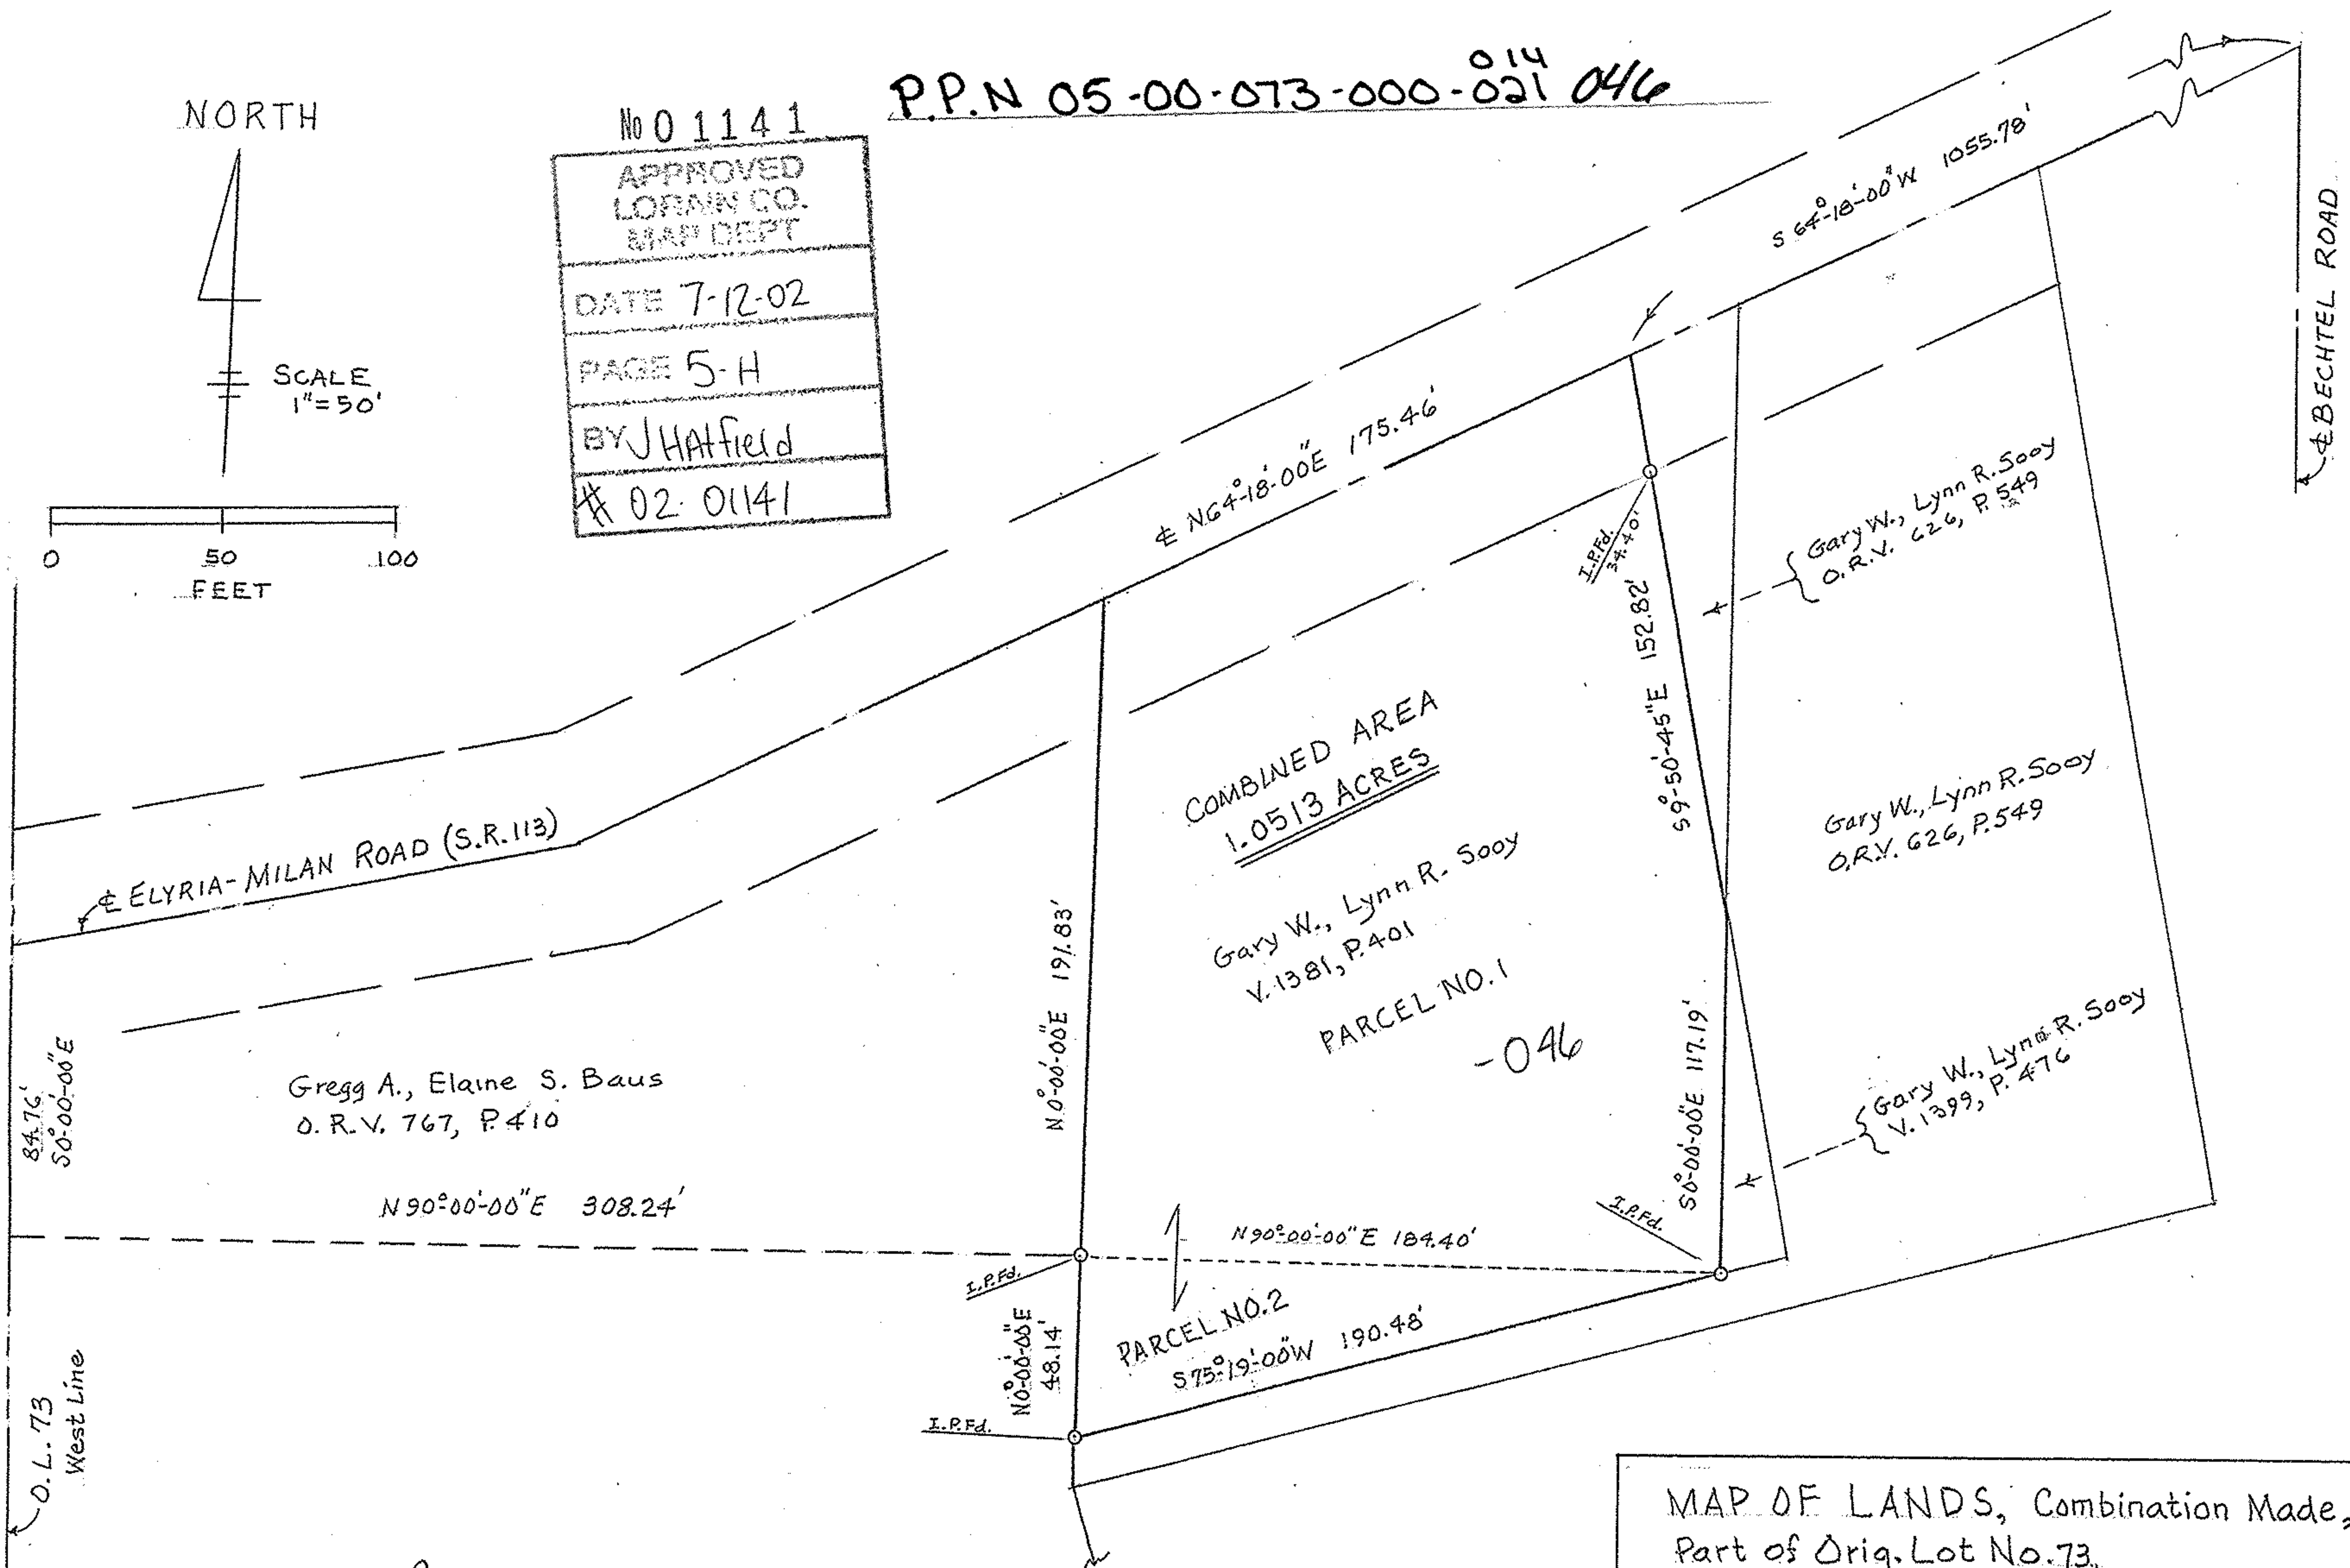 014
P.P.N 05-00-073-000-021 046
NORTH
SCALE
1"=50'
0 50 100
FEET
No 01141
APPROVED
LORAIN CO.
MAP DEPT
DATE 7-12-02
PAGE 5-H
BY J HAtfield
# 02-01141
S 64°-18'-00"W 1055.78'
℄ BECHTEL ROAD
℄ N.64°-18'-00"E 175.46'
I.P.Fd.
34.40'
S9°-50'-45"E 152.82'
Gary W., Lynn R. Sooy
O.R.V. 626, P. 549
COMBINED AREA
1.0513 ACRES
Gary W., Lynn R. Sooy
V. 1381, P.401
PARCEL NO. 1
-046
Gary W., Lynn R. Sooy
O.R.V. 626, P.549
℄ ELYRIA-MILAN ROAD (S.R.113)
N.0°-00'-00"E 191.83'
S0°-00'-00"E 117.19'
Gary W., Lynn R. Sooy
V. 1399, P. 476
84.76'
S0°-00'-00"E
Gregg A., Elaine S. Baus
O. R.V. 767, P.410
N90°-00'-00"E 308.24'
N90°-00'-00"E 184.40'
I.P.Fd.
I.P.Fd.
N0°-00'-00"E
48.14'
PARCEL NO.2
S75°-19'-00"W 190.48'
I.P.Fd.
O.L. 73
West Line
MAP OF LANDS, Combination Made,
Part of Orig. Lot No.73,